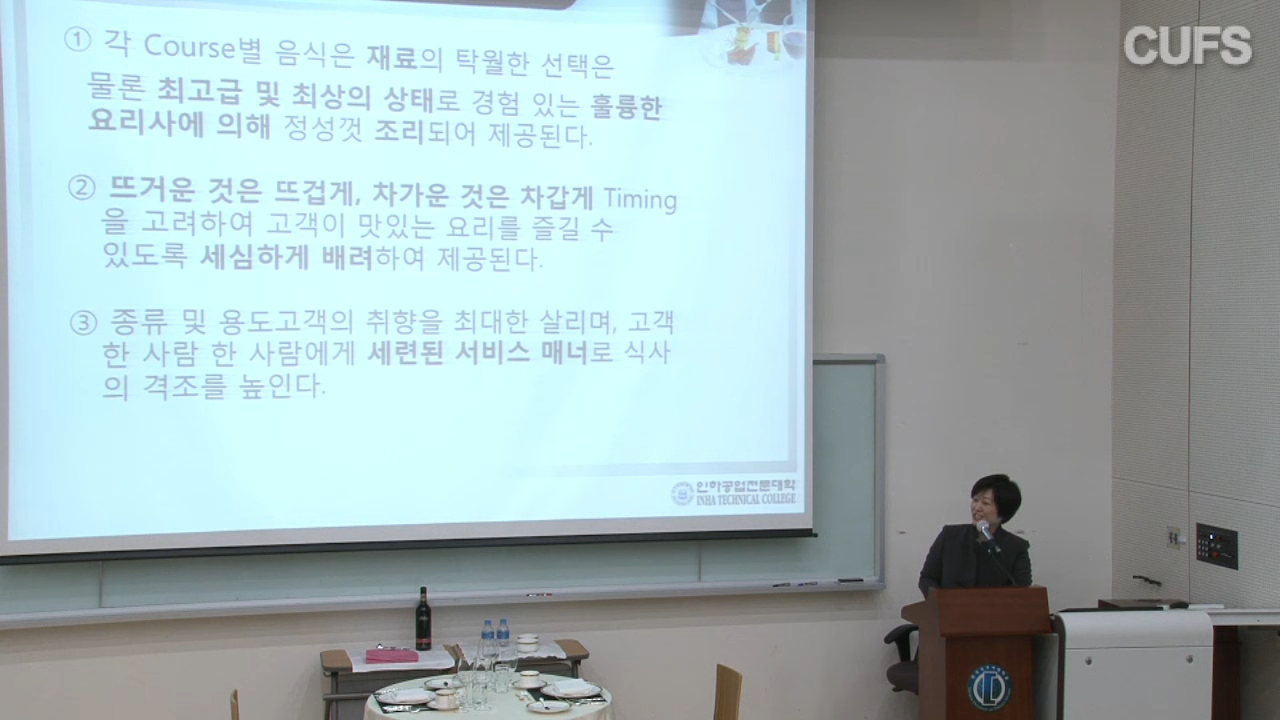 ① 각 Course별 음식은 재료의 탁월한 선택은
물론 최고급 및 최상의 상태로 경험 있는 훌륭한
요리사에 의해 정성껏 조리되어 제공된다.
② 뜨거운 것은 뜨겁게, 차가운 것은 차갑게 Timing
을 고려하여 고객이 맛있는 요리를 즐길 수
있도록 세심하게 배려하여 제공된다.
③ 종류 및 용도고객의 취향을 최대한 살리며, 고객
한 사람 한 사람에게 세련된 서비스 매너로 식사
의 격조를 높인다.
인하공업전문대학
INHA TECHNICAL COLLEGE
CUFS